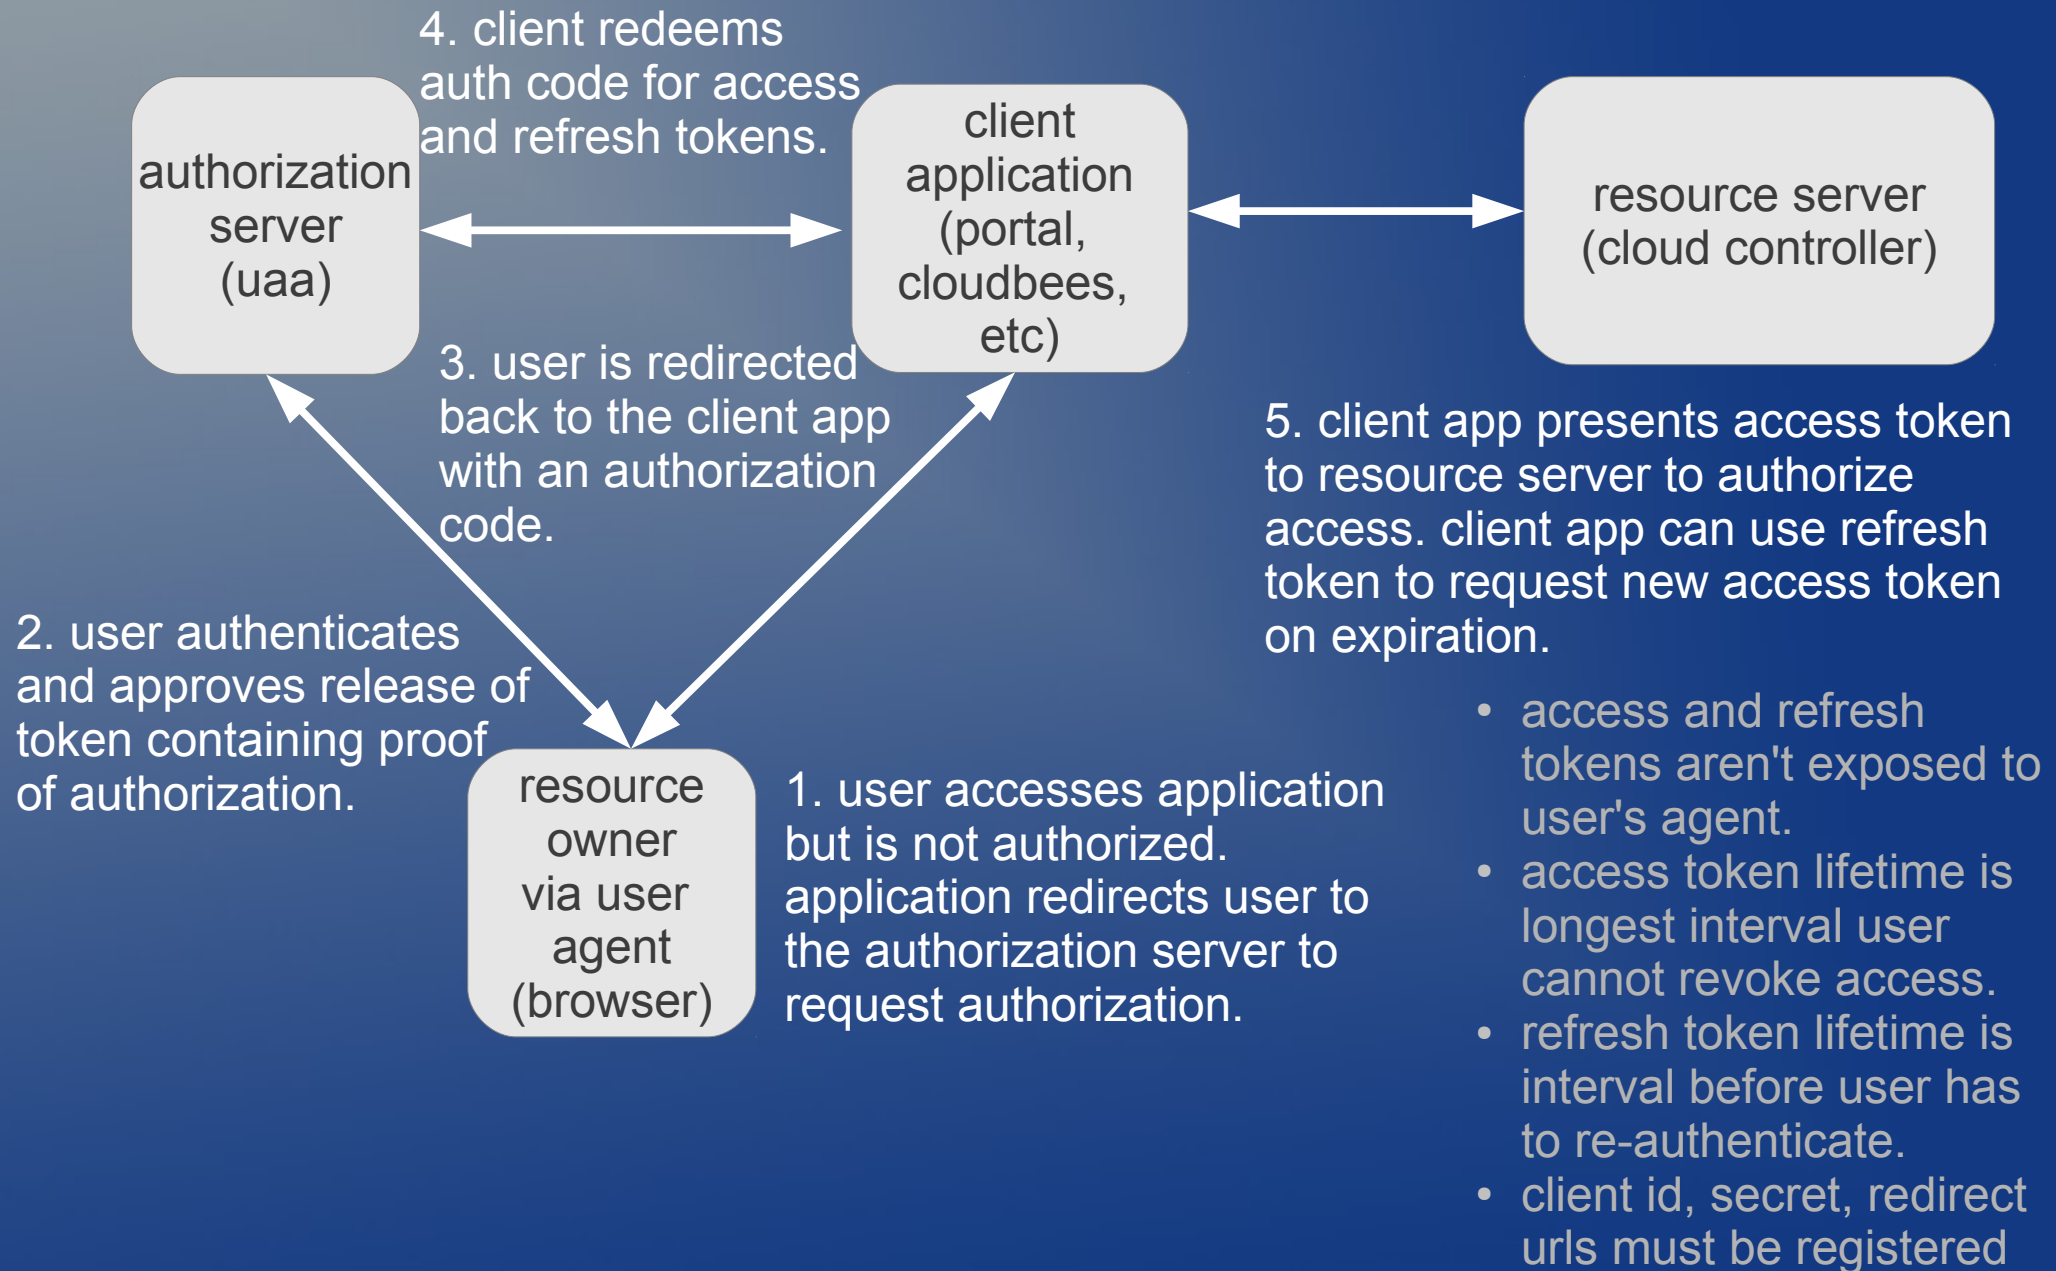 4. client redeems
auth code for access
and refresh tokens.
authorization
server
(uaa)
client
application
(portal,
cloudbees,
etc)
resource server
(cloud controller)
3. user is redirected
back to the client app
with an authorization
code.
5. client app presents access token
to resource server to authorize
access. client app can use refresh
token to request new access token
on expiration.
2. user authenticates
and approves release of
token containing proof
of authorization.
resource
owner
via user
agent
(browser)
1. user accesses application
but is not authorized.
application redirects user to
the authorization server to
request authorization.
• access and refresh
tokens aren't exposed to
user's agent.
• access token lifetime is
longest interval user
cannot revoke access.
• refresh token lifetime is
interval before user has
to re-authenticate.
• client id, secret, redirect
urls must be registered